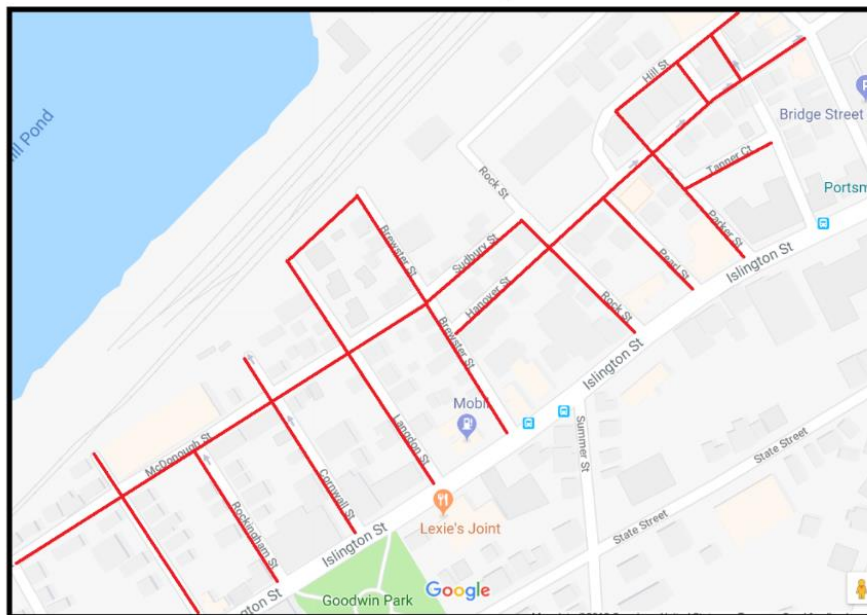 ll Pond
Hill St
Bridge Street
Rock St
Tanner Ct
Portsm
Brewster St
Sudbury St
Parker St
Pearl St
Islington St
Hanover St
Rock St
Brewster St
Islington St
Mobil
Summer St
McDonough St
Langdon St
State Street
Cornwall St
Rockingham St
Lexie's Joint
Islington St
State Street
ngton St
Google
Goodwin Park